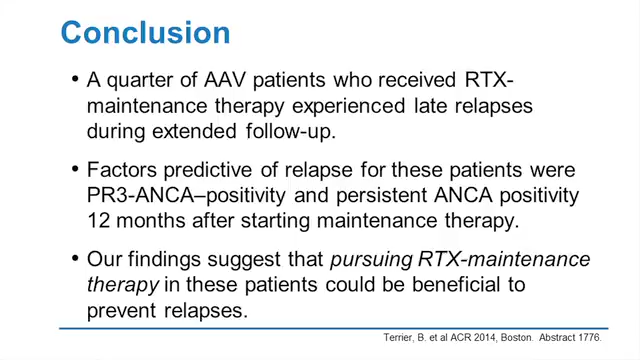 Conclusion
• A quarter of AAV patients who received RTX-
maintenance therapy experienced late relapses
during extended follow-up.
• Factors predictive of relapse for these patients were
PR3-ANCA–positivity and persistent ANCA positivity
12 months after starting maintenance therapy.
• Our findings suggest that pursuing RTX-maintenance
therapy in these patients could be beneficial to
prevent relapses.
Terrier, B. et al ACR 2014, Boston. Abstract 1776.